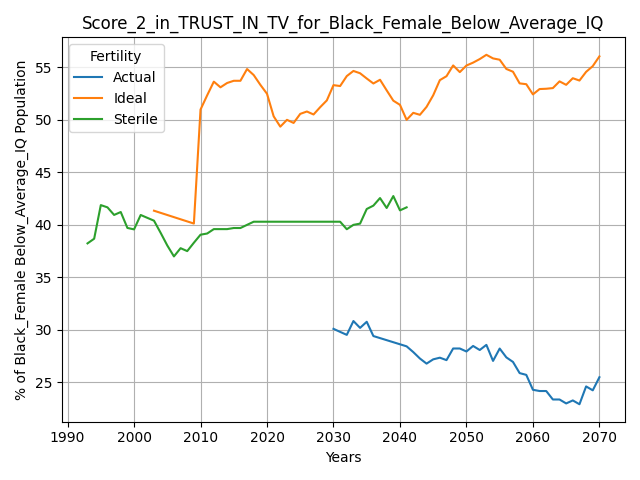 Score_2_in_TRUST_IN_TV_for_Black_Female_Below_Average_IQ
Fertility
Actual
Ideal
Sterile
% of Black_Female Below_Average_IQ Population
55
50
45
40
35
30
25
1990
2000
2010
2020
2030
2040
2050
2060
2070
Years